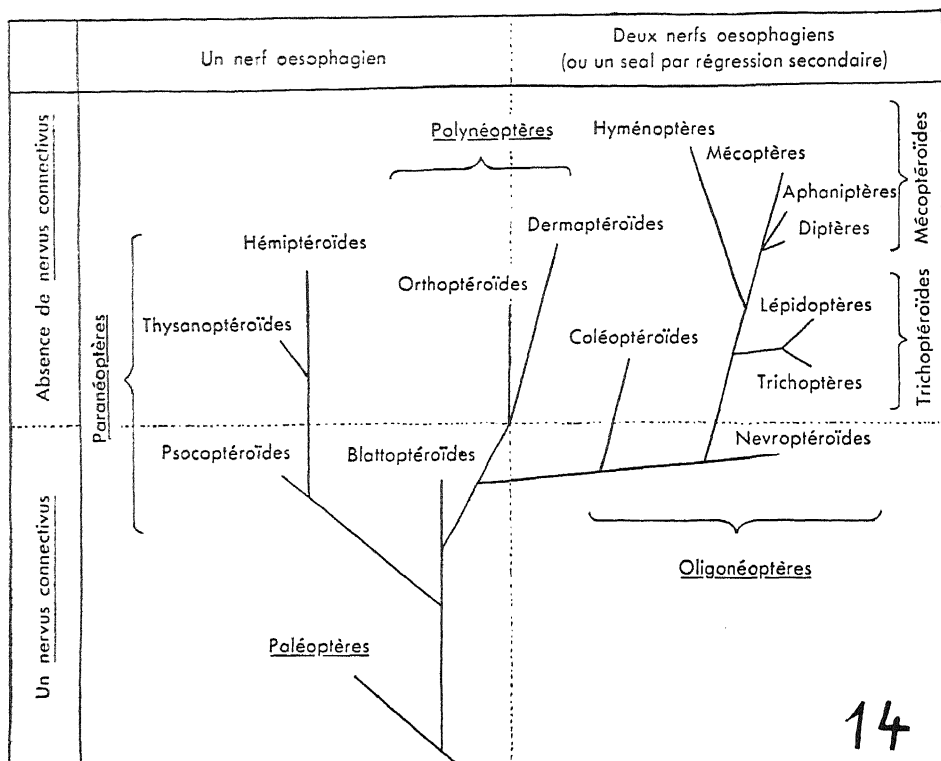 Un nerf oesophagien
Deux nerfs oesophagiens
(ou un seal par régression secondaire)
Absence de nervus connectivus
Un nervus connectivus
Polynéoptères
Hyménoptères
Mécoptères
Aphaniptères
Diptères
Mécoptéroïdes
Hémiptéroïdes
Dermaptéroïdes
Orthoptéroïdes
Thysanoptéroïdes
Coléoptéroïdes
Lépidoptères
Trichoptères
Trichoptéroïdes
Paranéoptères
Psocoptéroïdes
Blattoptéroïdes
Nevroptéroïdes
Oligonéoptères
Paléoptères
14